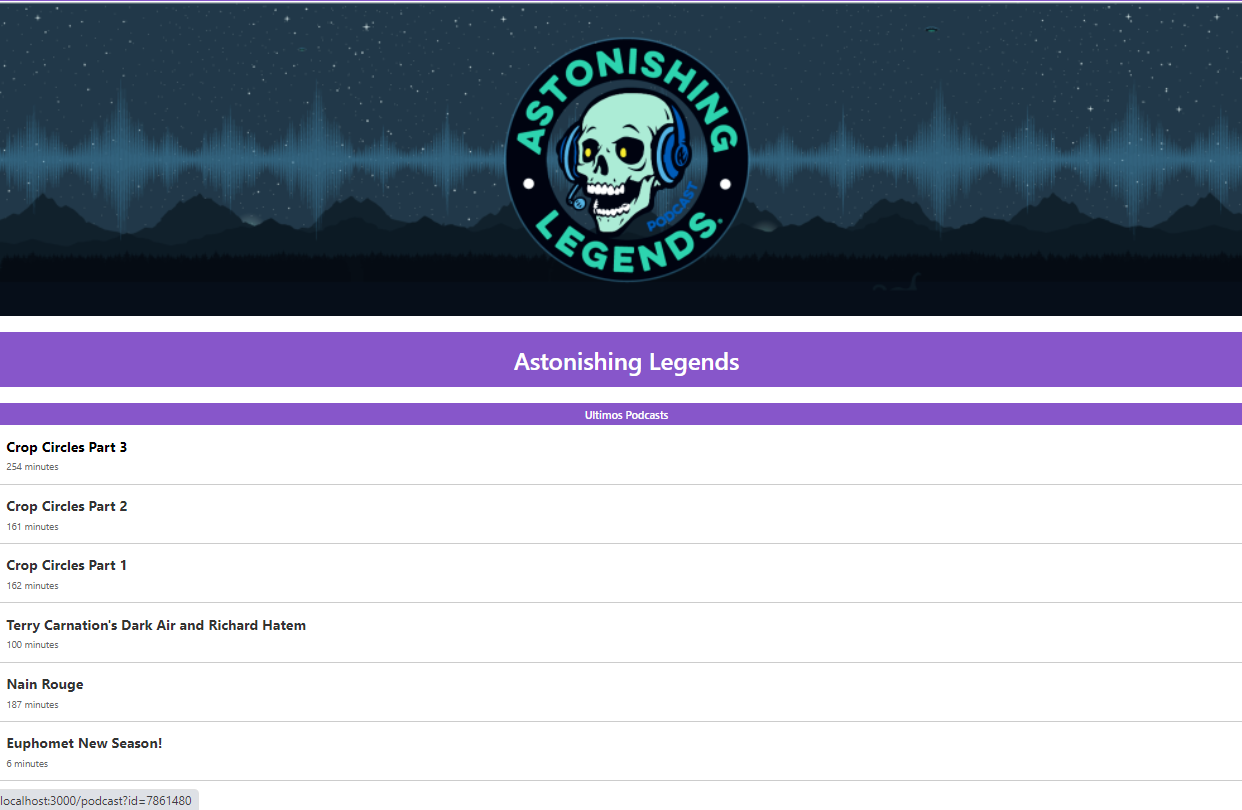 ASTONISHING
PODCAST
LEGENDS.
Astonishing Legends
Ultimos Podcasts
Crop Circles Part 3
254 minutes
Crop Circles Part 2
161 minutes
Crop Circles Part 1
162 minutes
Terry Carnation's Dark Air and Richard Hatem
100 minutes
Nain Rouge
187 minutes
Euphomet New Season!
6 minutes
localhost:3000/podcast?id=7861480